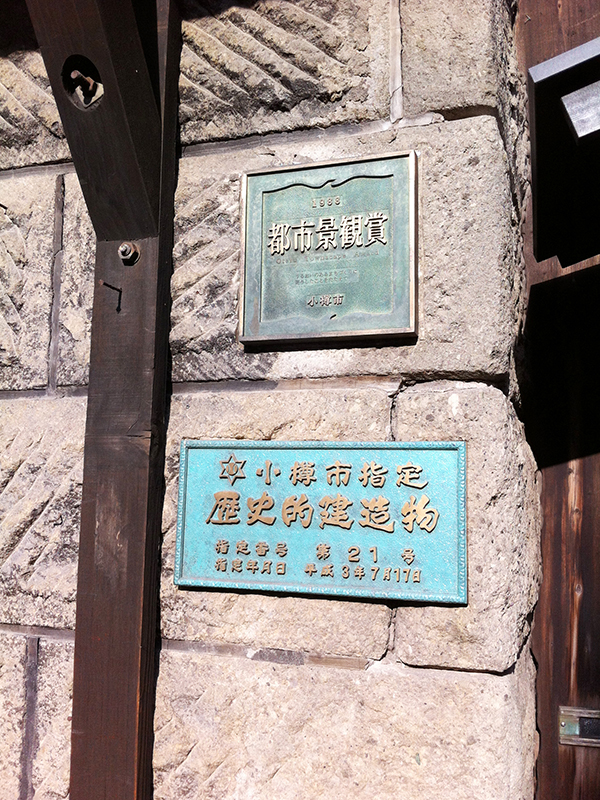 1988
都市景観賞
小樽市
小樽市指定
歴史的建造物
指定番号 第21号
指定年月日 平成3年7月17日